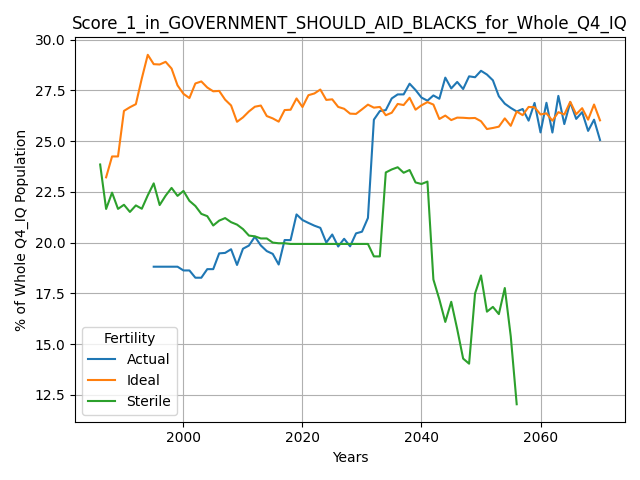 Score_1_in_GOVERNMENT_SHOULD_AID_BLACKS_for_Whole_Q4_IQ
30.0
27.5
25.0
22.5
20.0
17.5
15.0
12.5
% of Whole Q4_IQ Population
Fertility
Actual
Ideal
Sterile
2000 2020 2040 2060
Years